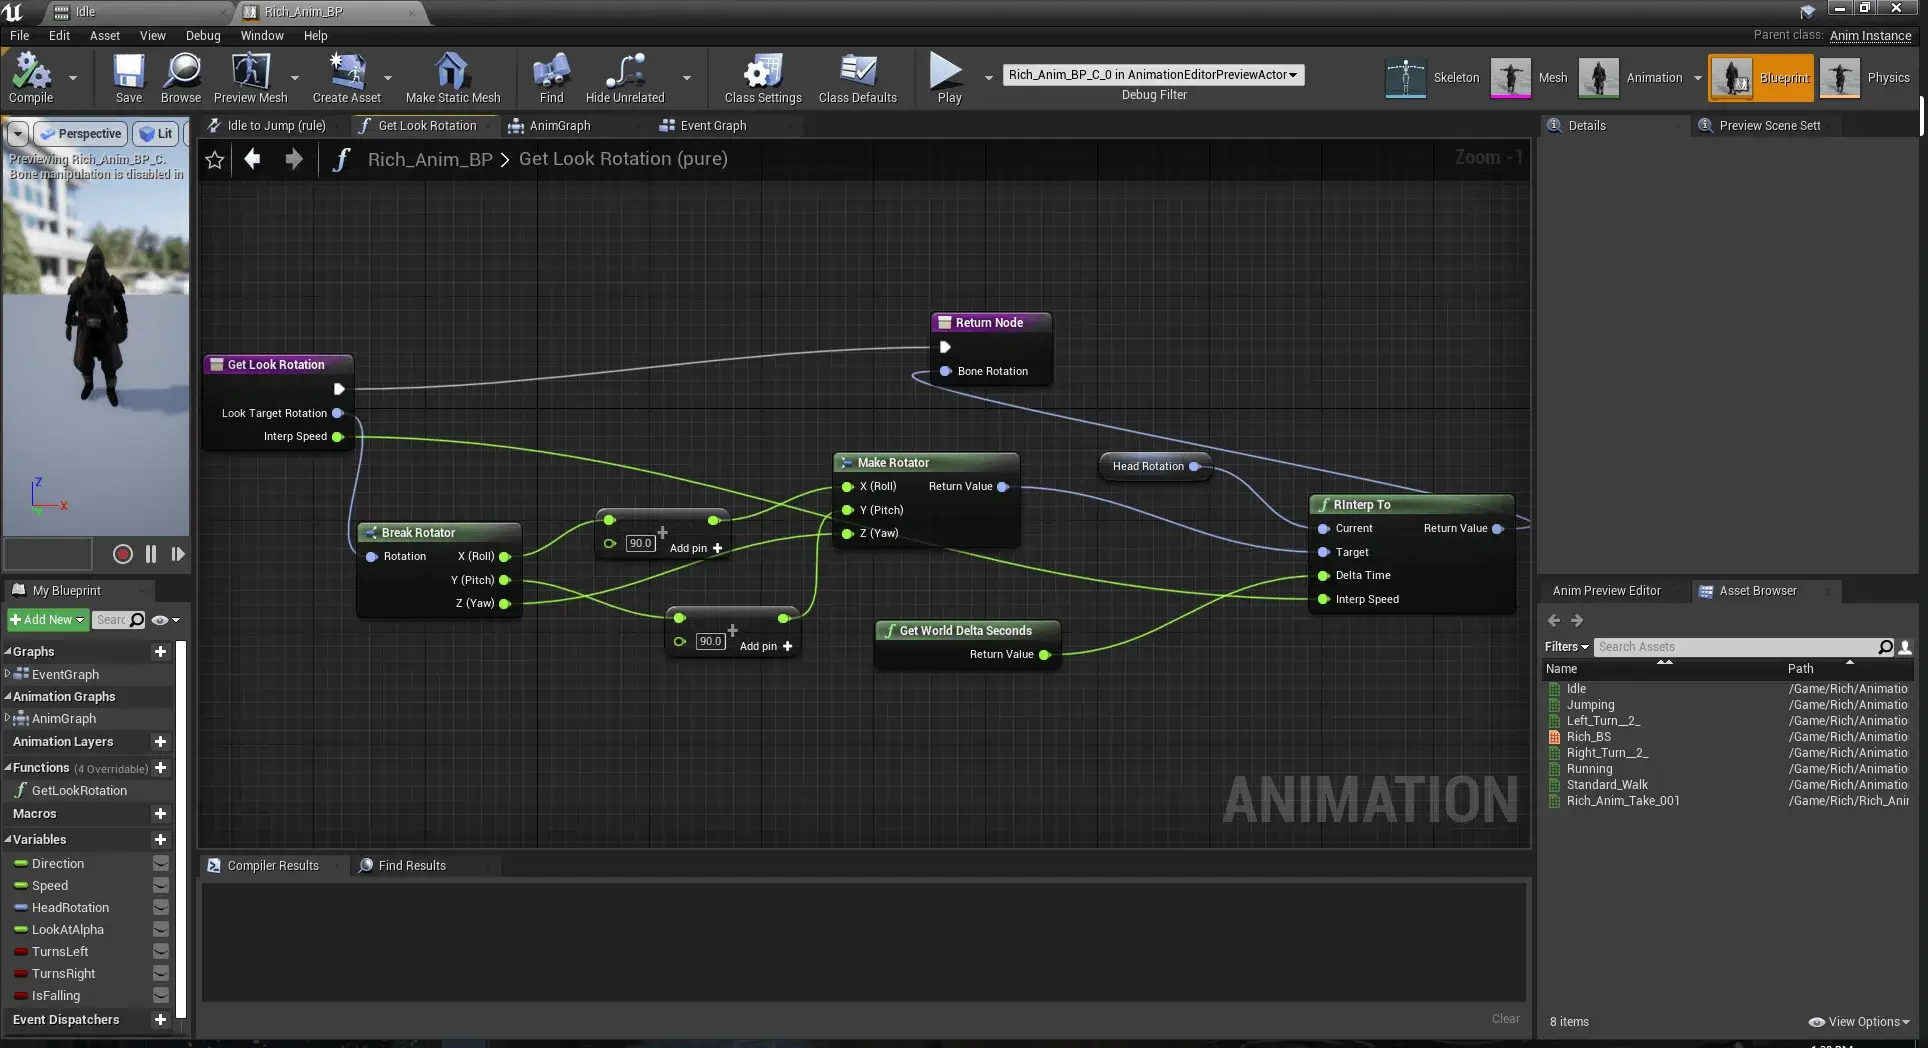 Idle
Rich_Anim_BP
File Edit Asset View Debug Window Help
Parent class: Anim Instance
Compile
Save
Browse
Preview Mesh
Create Asset
Make Static Mesh
Find
Hide Unrelated
Class Settings
Class Defaults
Play
Rich_Anim_BP_C_0 in AnimationEditorPreviewActor
Debug Filter
Skeleton
Mesh
Animation
Blueprint
Physics
Perspective
Lit
Previewing Rich_Anim_BP_C.
Bone manipulation is disabled in
Z
X
Idle to Jump (rule)
Get Look Rotation
AnimGraph
Event Graph
Rich_Anim_BP > Get Look Rotation (pure)
Zoom -1
Get Look Rotation
Look Target Rotation
Interp Speed
Return Node
Bone Rotation
Break Rotator
Rotation X (Roll)
Y (Pitch)
Z (Yaw)
90.0 Add pin +
90.0 Add pin +
Make Rotator
X (Roll) Return Value
Y (Pitch)
Z (Yaw)
Get World Delta Seconds
Return Value
Head Rotation
RInterp To
Current Return Value
Target
Delta Time
Interp Speed
ANIMATION
My Blueprint
+ Add New
Searc
Graphs
EventGraph
Animation Graphs
AnimGraph
Animation Layers
Functions (4 Overridable)
GetLookRotation
Macros
Variables
Direction
Speed
HeadRotation
LookAtAlpha
TurnsLeft
TurnsRight
IsFalling
Event Dispatchers
Compiler Results
Find Results
Clear
Details
Preview Scene Sett
Anim Preview Editor
Asset Browser
Filters
Search Assets
Name Path
Idle /Game/Rich/Animatio
Jumping /Game/Rich/Animatio
Left_Turn__2_ /Game/Rich/Animatio
Rich_BS /Game/Rich/Animatio
Right_Turn__2_ /Game/Rich/Animatio
Running /Game/Rich/Animatio
Standard_Walk /Game/Rich/Animatio
Rich_Anim_Take_001 /Game/Rich/Rich_Anir
8 items
View Options